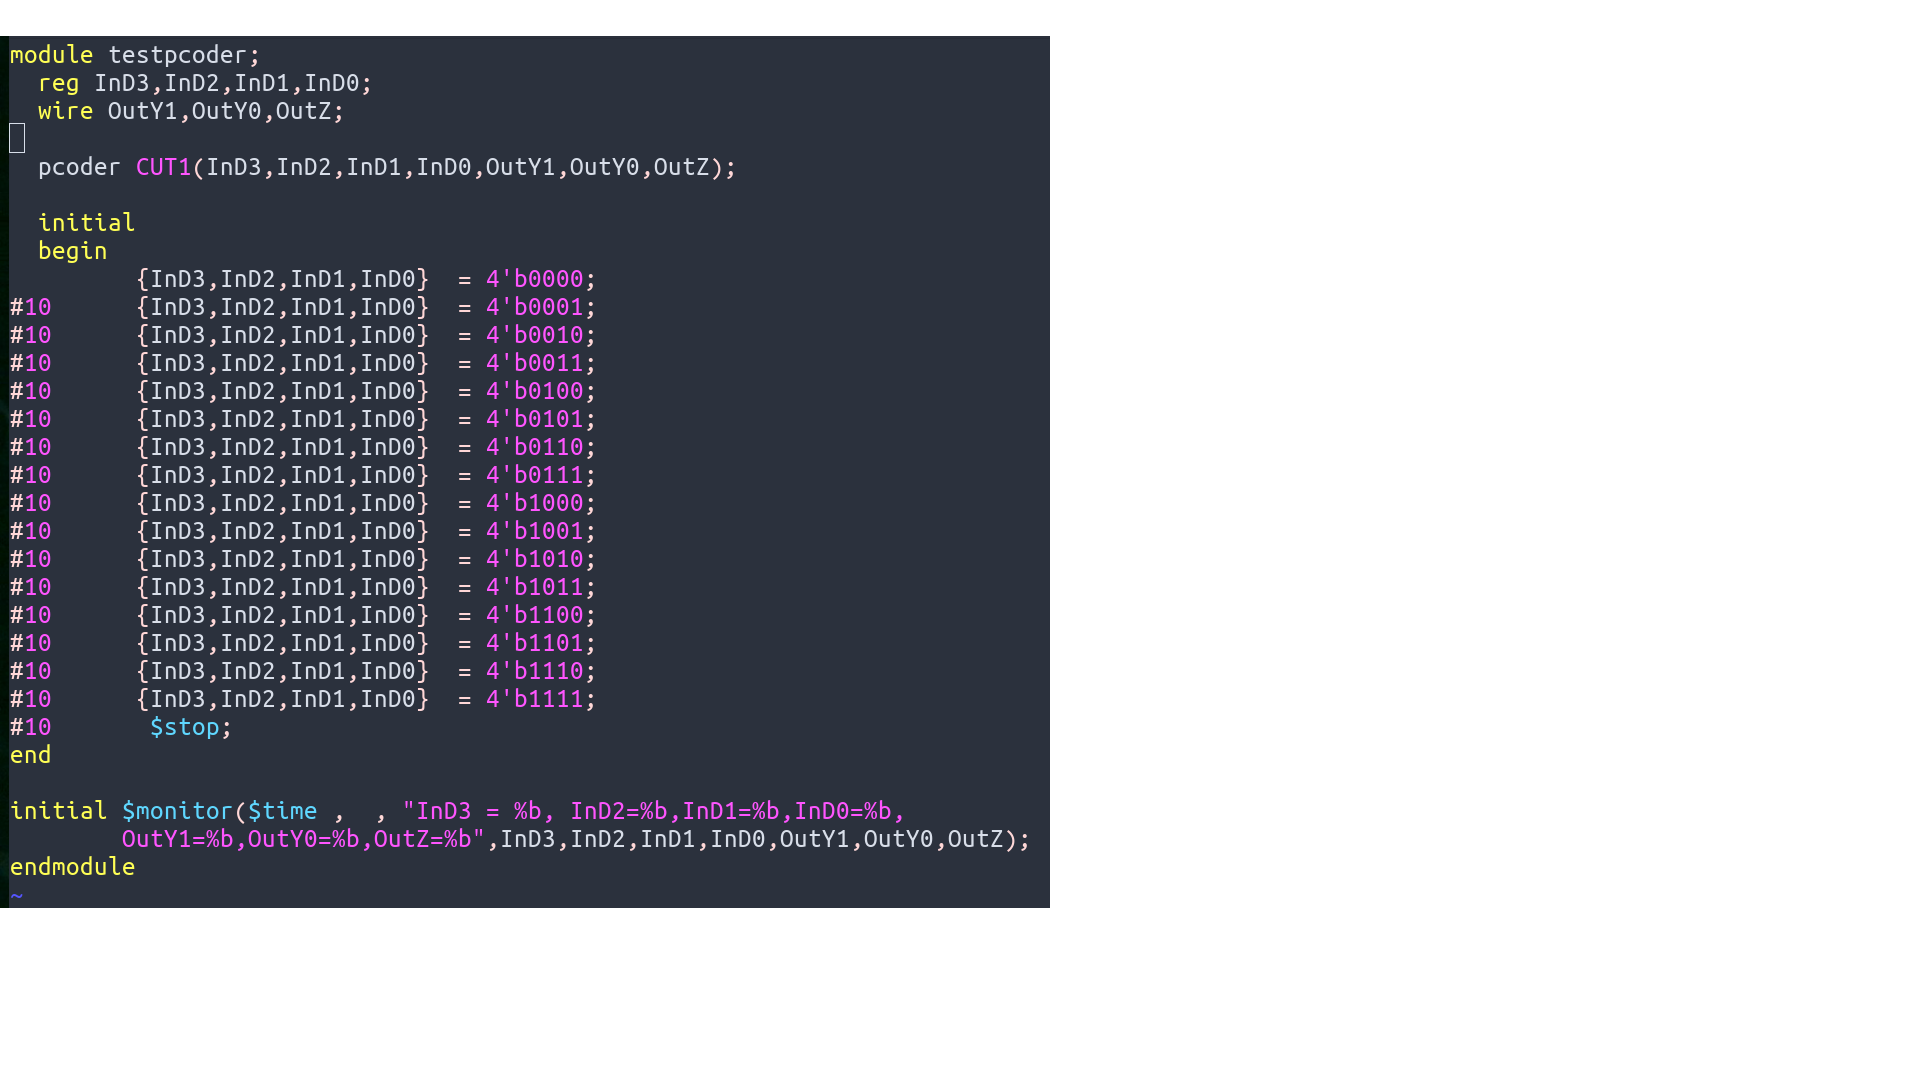 module testpcoder;
  reg InD3,InD2,InD1,InD0;
  wire OutY1,OutY0,OutZ;
  pcoder CUT1(InD3,InD2,InD1,InD0,OutY1,OutY0,OutZ);
  initial
  begin
         {InD3,InD2,InD1,InD0}  = 4'b0000;
#10      {InD3,InD2,InD1,InD0}  = 4'b0001;
#10      {InD3,InD2,InD1,InD0}  = 4'b0010;
#10      {InD3,InD2,InD1,InD0}  = 4'b0011;
#10      {InD3,InD2,InD1,InD0}  = 4'b0100;
#10      {InD3,InD2,InD1,InD0}  = 4'b0101;
#10      {InD3,InD2,InD1,InD0}  = 4'b0110;
#10      {InD3,InD2,InD1,InD0}  = 4'b0111;
#10      {InD3,InD2,InD1,InD0}  = 4'b1000;
#10      {InD3,InD2,InD1,InD0}  = 4'b1001;
#10      {InD3,InD2,InD1,InD0}  = 4'b1010;
#10      {InD3,InD2,InD1,InD0}  = 4'b1011;
#10      {InD3,InD2,InD1,InD0}  = 4'b1100;
#10      {InD3,InD2,InD1,InD0}  = 4'b1101;
#10      {InD3,InD2,InD1,InD0}  = 4'b1110;
#10      {InD3,InD2,InD1,InD0}  = 4'b1111;
#10       $stop;
end
initial $monitor($time ,  , "InD3 = %b, InD2=%b,InD1=%b,InD0=%b,
        OutY1=%b,OutY0=%b,OutZ=%b",InD3,InD2,InD1,InD0,OutY1,OutY0,OutZ);
endmodule
~